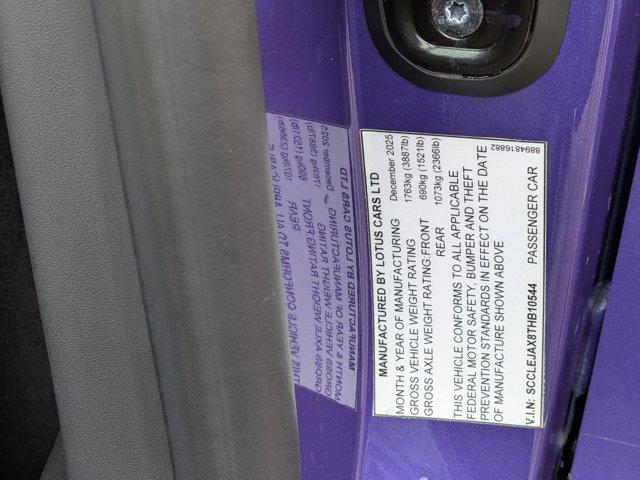 MANUFACTURED BY LOTUS CARS LTD
MONTH & YEAR OF MANUFACTURING December 2025
GROSS VEHICLE WEIGHT RATING 1763kg (3887lb)
GROSS AXLE WEIGHT RATING:FRONT 690kg (1521lb)
REAR 1073kg (2366lb)
THIS VEHICLE CONFORMS TO ALL APPLICABLE
FEDERAL MOTOR SAFETY, BUMPER AND THEFT
PREVENTION STANDARDS IN EFFECT ON THE DATE
OF MANUFACTURE SHOWN ABOVE
V.I.N: SCCLEJAX8THB10544 PASSENGER CAR
8894816882